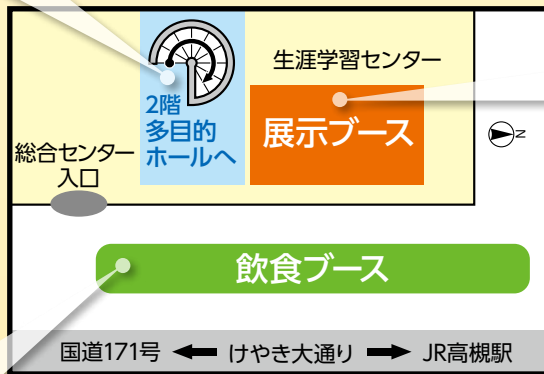 生涯学習センター
2階
多目的
ホールへ
展示ブース
N
総合センター
入口
飲食ブース
国道171号 ← けやき大通り → JR高槻駅